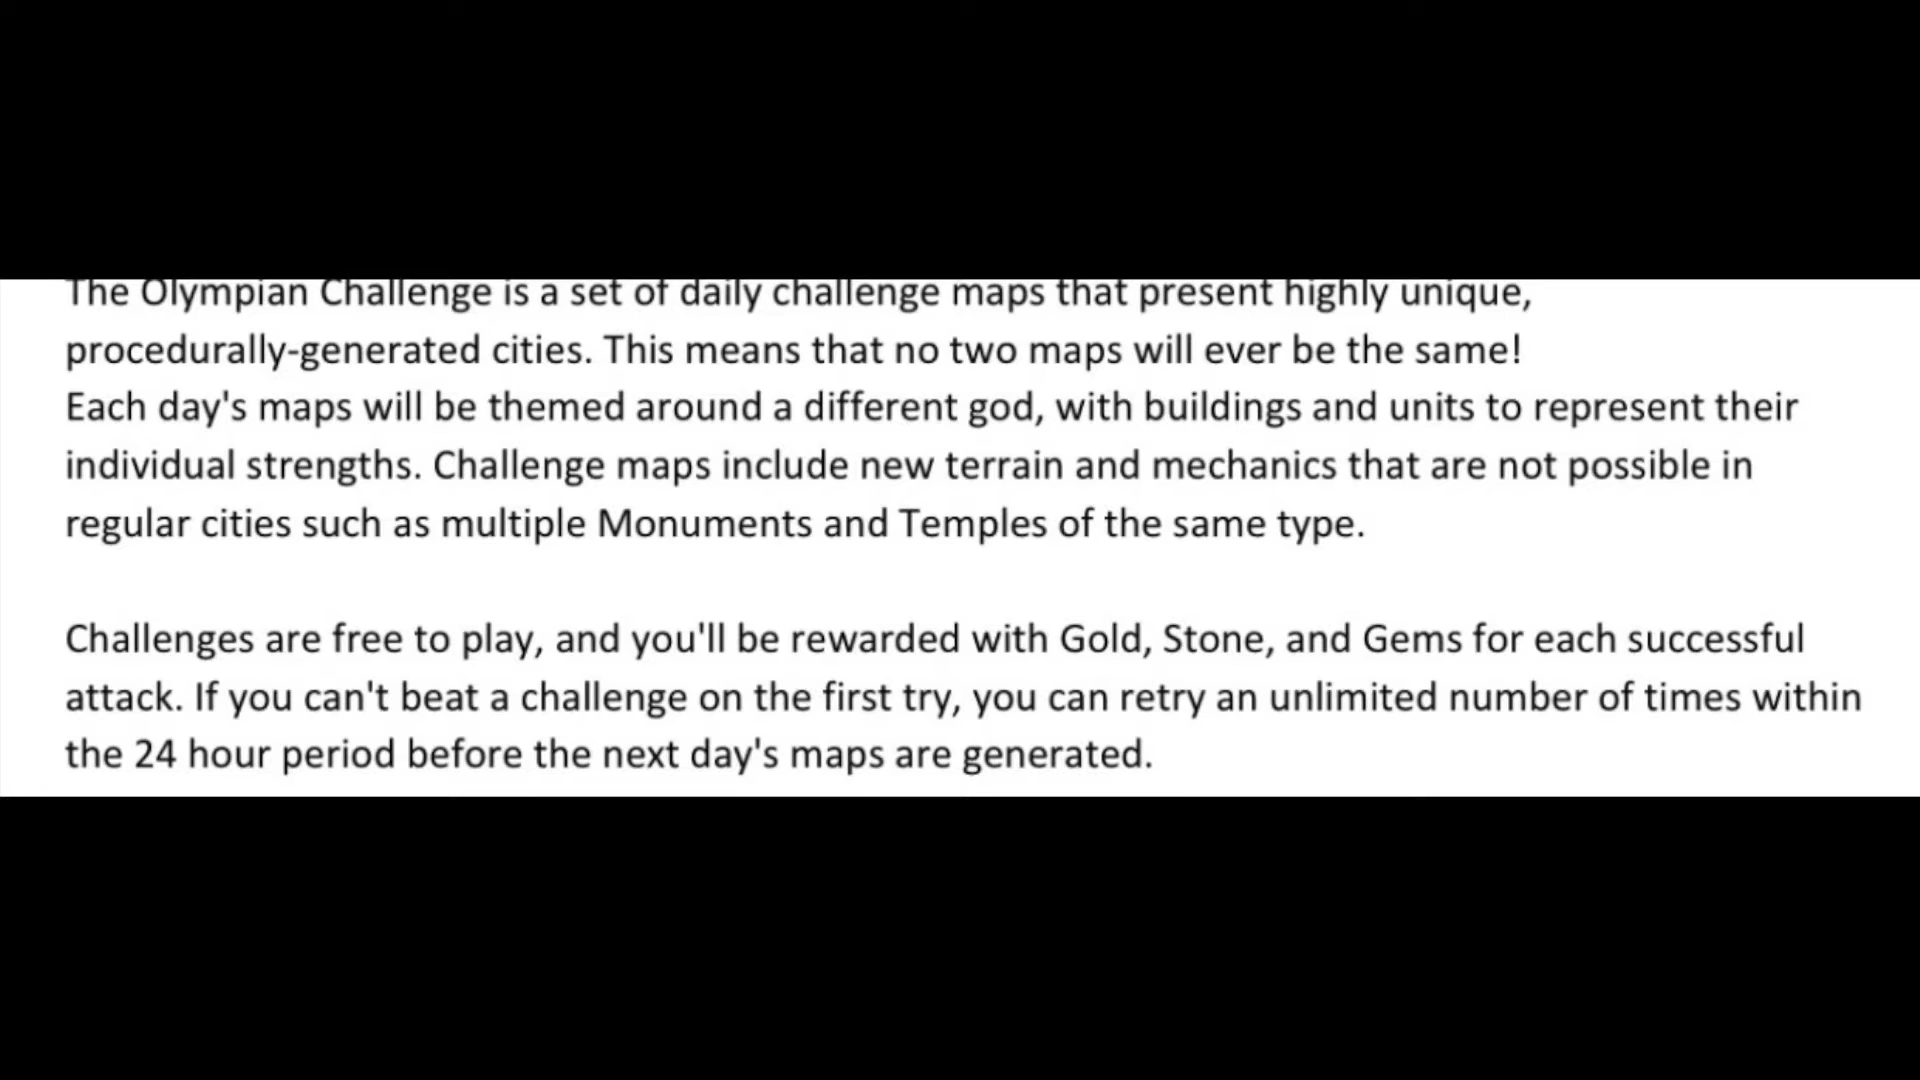 The Olympian Challenge is a set of daily challenge maps that present highly unique,
procedurally-generated cities. This means that no two maps will ever be the same!
Each day's maps will be themed around a different god, with buildings and units to represent their
individual strengths. Challenge maps include new terrain and mechanics that are not possible in
regular cities such as multiple Monuments and Temples of the same type.
Challenges are free to play, and you'll be rewarded with Gold, Stone, and Gems for each successful
attack. If you can't beat a challenge on the first try, you can retry an unlimited number of times within
the 24 hour period before the next day's maps are generated.